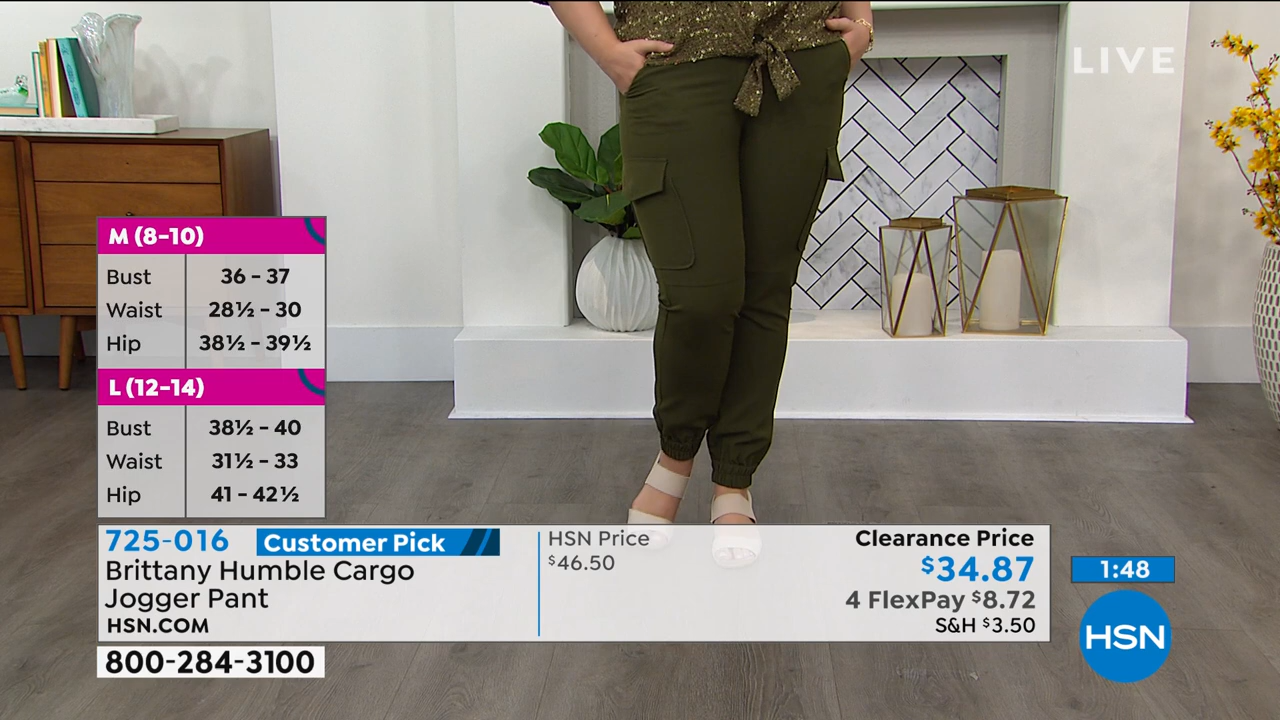 LIVE
M (8-10)
Bust 36 - 37
Waist 28½ - 30
Hip 38½ - 39½
L (12-14)
Bust 38½ - 40
Waist 31½ - 33
Hip 41 - 42½
725-016 Customer Pick
Brittany Humble Cargo
Jogger Pant
HSN.COM
HSN Price
$46.50
Clearance Price
$34.87
4 FlexPay $8.72
S&H $3.50
1:48
HSN
800-284-3100